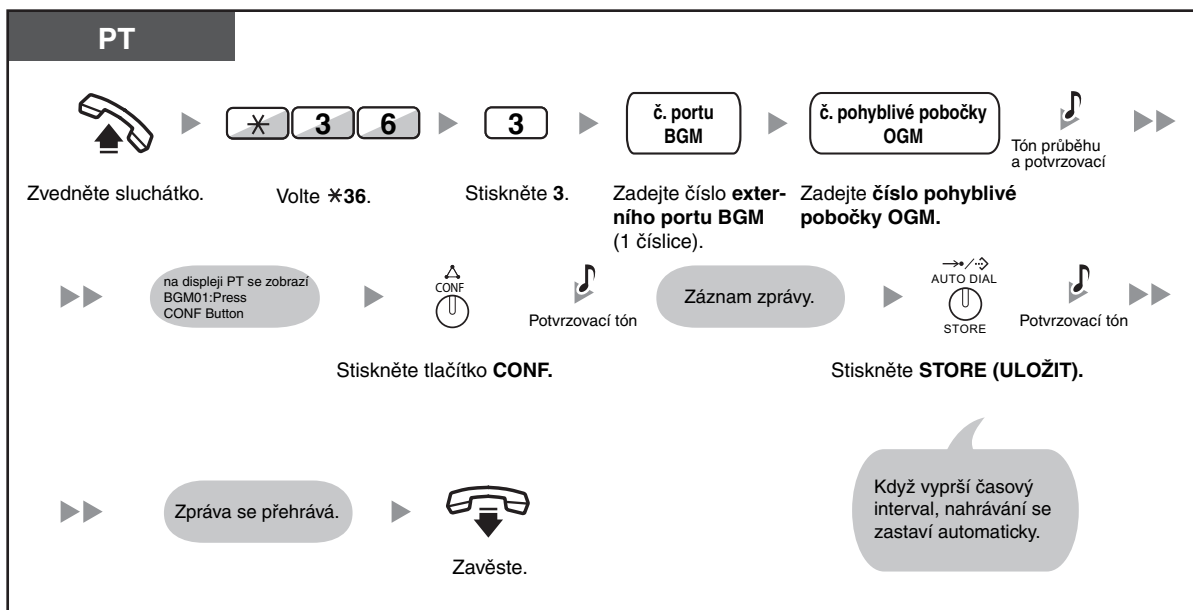 PT
* 3 6
3
č. portu
BGM
č. pohyblivé pobočky
OGM
Tón průběhu
a potvrzovací
Zvedněte sluchátko.
Volte *36.
Stiskněte 3.
Zadejte číslo exter-
ního portu BGM
(1 číslice).
Zadejte číslo pohyblivé
pobočky OGM.
na displeji PT se zobrazí
BGM01:Press
CONF Button
CONF
Potvrzovací tón
Záznam zprávy.
AUTO DIAL
STORE
Potvrzovací tón
Stiskněte tlačítko CONF.
Stiskněte STORE (ULOŽIT).
Když vyprší časový
interval, nahrávání se
zastaví automaticky.
Zpráva se přehrává.
Zavěste.